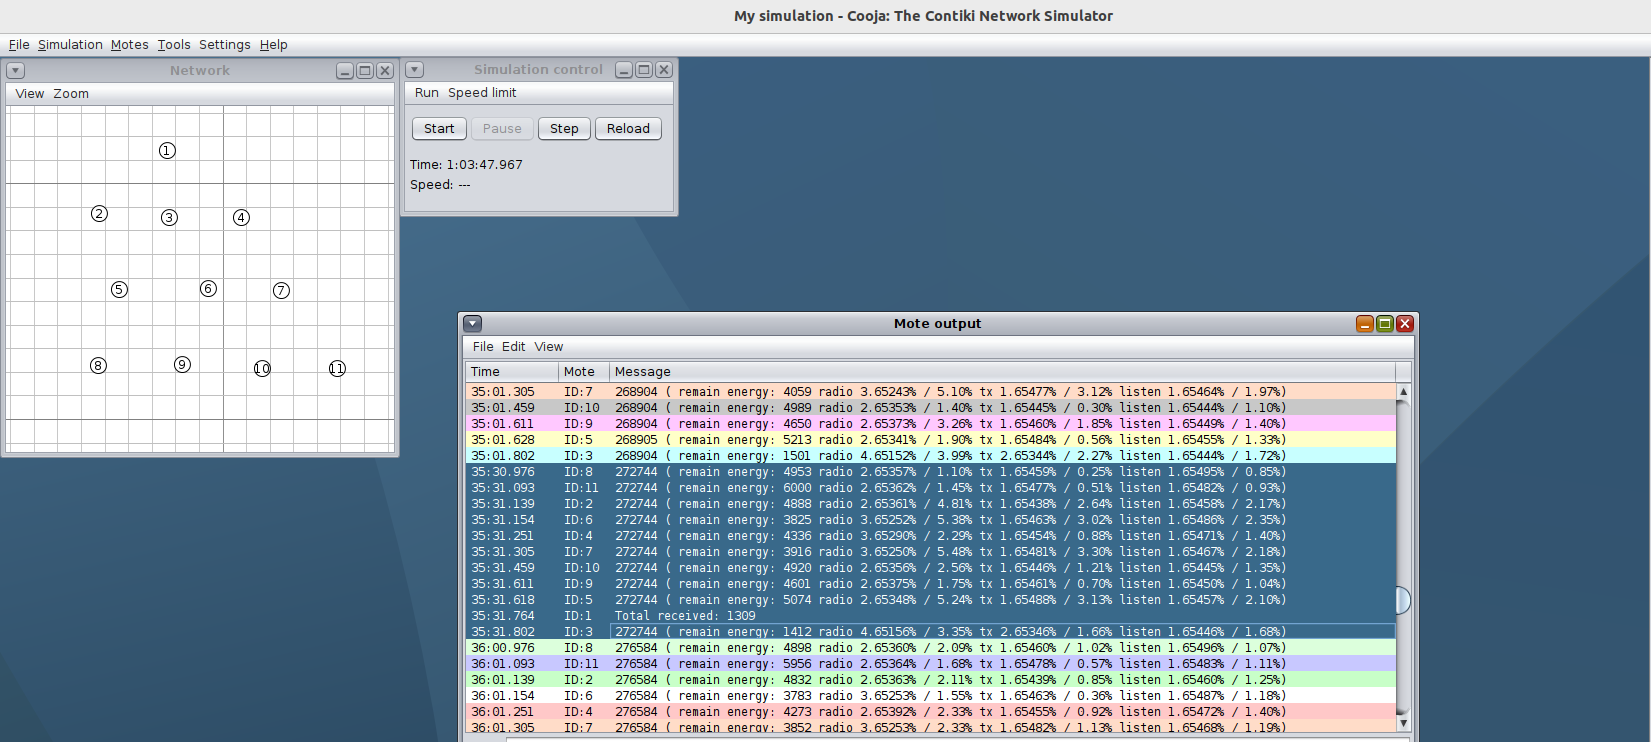 My simulation - Cooja: The Contiki Network Simulator
File Simulation Motes Tools Settings Help
Network
View Zoom
1
2 3 4
5 6 7
8 9 10 11
Simulation control
Run Speed limit
Start Pause Step Reload
Time: 1:03:47.967
Speed: ---
Mote output
File Edit View
Time Mote Message
35:01.305 ID:7 268904 ( remain energy: 4059 radio 3.65243% / 5.10% tx 1.65477% / 3.12% listen 1.65464% / 1.97%)
35:01.459 ID:10 268904 ( remain energy: 4989 radio 2.65353% / 1.40% tx 1.65445% / 0.30% listen 1.65444% / 1.10%)
35:01.611 ID:9 268904 ( remain energy: 4650 radio 2.65373% / 3.26% tx 1.65460% / 1.85% listen 1.65449% / 1.40%)
35:01.628 ID:5 268905 ( remain energy: 5213 radio 2.65341% / 1.90% tx 1.65484% / 0.56% listen 1.65455% / 1.33%)
35:01.802 ID:3 268904 ( remain energy: 1501 radio 4.65152% / 3.99% tx 2.65344% / 2.27% listen 1.65444% / 1.72%)
35:30.976 ID:8 272744 ( remain energy: 4953 radio 2.65357% / 1.10% tx 1.65459% / 0.25% listen 1.65495% / 0.85%)
35:31.093 ID:11 272744 ( remain energy: 6000 radio 2.65362% / 1.45% tx 1.65477% / 0.51% listen 1.65482% / 0.93%)
35:31.139 ID:2 272744 ( remain energy: 4888 radio 2.65361% / 4.81% tx 1.65438% / 2.64% listen 1.65458% / 2.17%)
35:31.154 ID:6 272744 ( remain energy: 3825 radio 3.65252% / 5.38% tx 1.65463% / 3.02% listen 1.65486% / 2.35%)
35:31.251 ID:4 272744 ( remain energy: 4336 radio 3.65290% / 2.29% tx 1.65454% / 0.88% listen 1.65471% / 1.40%)
35:31.305 ID:7 272744 ( remain energy: 3916 radio 3.65250% / 5.48% tx 1.65481% / 3.30% listen 1.65467% / 2.18%)
35:31.459 ID:10 272744 ( remain energy: 4920 radio 2.65356% / 2.56% tx 1.65446% / 1.21% listen 1.65445% / 1.35%)
35:31.611 ID:9 272744 ( remain energy: 4601 radio 2.65375% / 1.75% tx 1.65461% / 0.70% listen 1.65450% / 1.04%)
35:31.618 ID:5 272744 ( remain energy: 5074 radio 2.65348% / 5.24% tx 1.65488% / 3.13% listen 1.65457% / 2.10%)
35:31.764 ID:1 Total received: 1309
35:31.802 ID:3 272744 ( remain energy: 1412 radio 4.65156% / 3.35% tx 2.65346% / 1.66% listen 1.65446% / 1.68%)
36:00.976 ID:8 276584 ( remain energy: 4898 radio 2.65360% / 2.09% tx 1.65460% / 1.02% listen 1.65496% / 1.07%)
36:01.093 ID:11 276584 ( remain energy: 5956 radio 2.65364% / 1.68% tx 1.65478% / 0.57% listen 1.65483% / 1.11%)
36:01.139 ID:2 276584 ( remain energy: 4832 radio 2.65363% / 2.11% tx 1.65439% / 0.85% listen 1.65460% / 1.25%)
36:01.154 ID:6 276584 ( remain energy: 3783 radio 3.65253% / 1.55% tx 1.65463% / 0.36% listen 1.65487% / 1.18%)
36:01.251 ID:4 276584 ( remain energy: 4273 radio 2.65392% / 2.33% tx 1.65455% / 0.92% listen 1.65472% / 1.40%)
36:01.305 ID:7 276584 ( remain energy: 3852 radio 3.65253% / 2.33% tx 1.65482% / 1.13% listen 1.65468% / 1.19%)